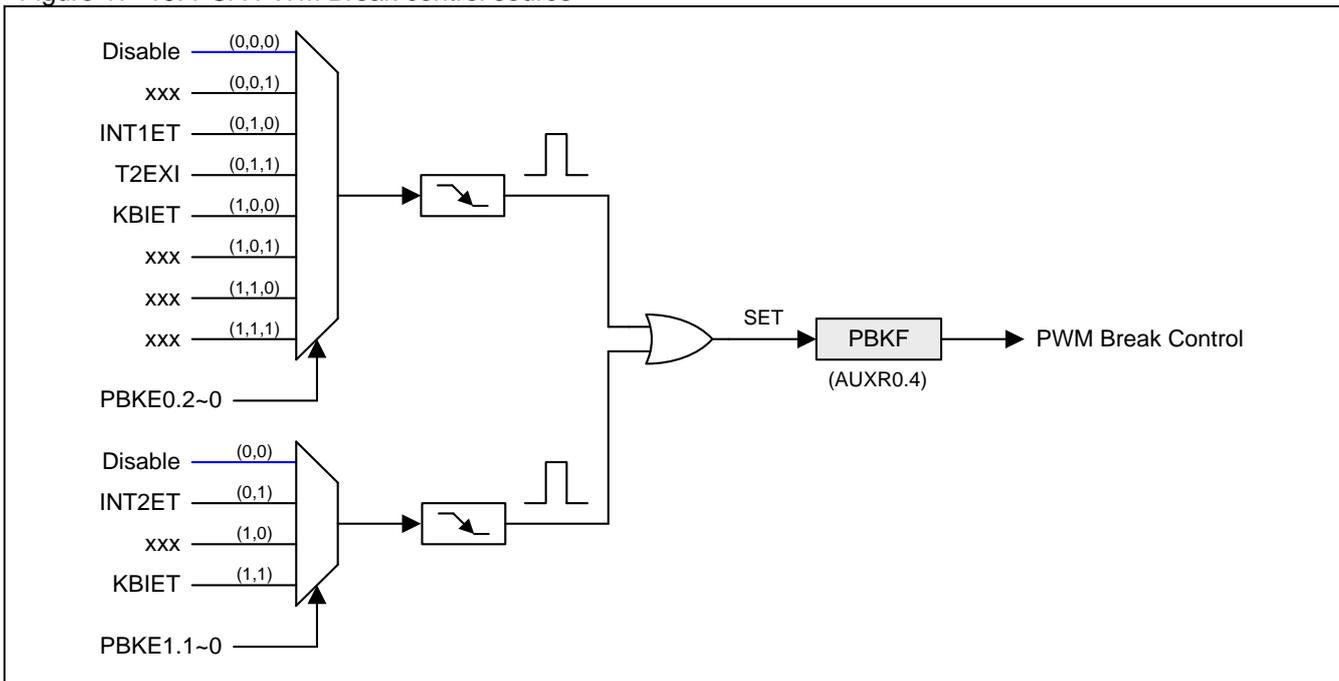 Disable (0,0,0)
xxx (0,0,1)
INT1ET (0,1,0)
T2EXI (0,1,1)
KBIET (1,0,0)
xxx (1,0,1)
xxx (1,1,0)
xxx (1,1,1)
PBKE0.2~0
SET
PBKF
(AUXR0.4)
PWM Break Control
Disable (0,0)
INT2ET (0,1)
xxx (1,0)
KBIET (1,1)
PBKE1.1~0